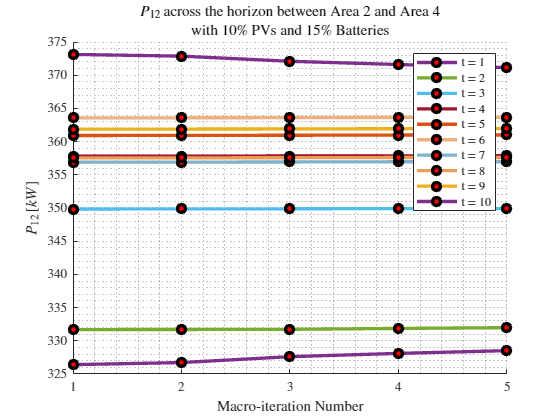 P12 across the horizon between Area 2 and Area 4
with 10% PVs and 15% Batteries
375
370
365
360
355
350
345
340
335
330
325
P12 [kW]
t = 1
t = 2
t = 3
t = 4
t = 5
t = 6
t = 7
t = 8
t = 9
t = 10
1
2
3
4
5
Macro-iteration Number